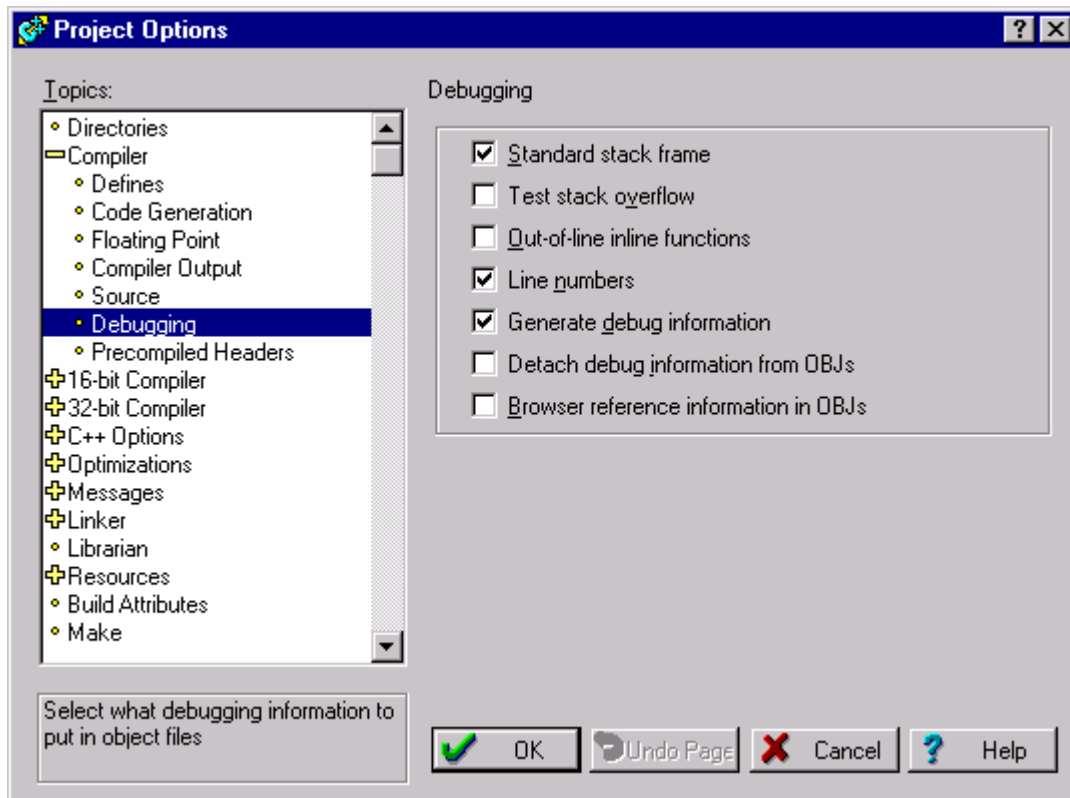 Project Options
Topics:
Directories
Compiler
Defines
Code Generation
Floating Point
Compiler Output
Source
Debugging
Precompiled Headers
16-bit Compiler
32-bit Compiler
C++ Options
Optimizations
Messages
Linker
Librarian
Resources
Build Attributes
Make
Select what debugging information to
put in object files
Debugging
Standard stack frame
Test stack overflow
Out-of-line inline functions
Line numbers
Generate debug information
Detach debug information from OBJs
Browser reference information in OBJs
OK
Undo Page
Cancel
Help